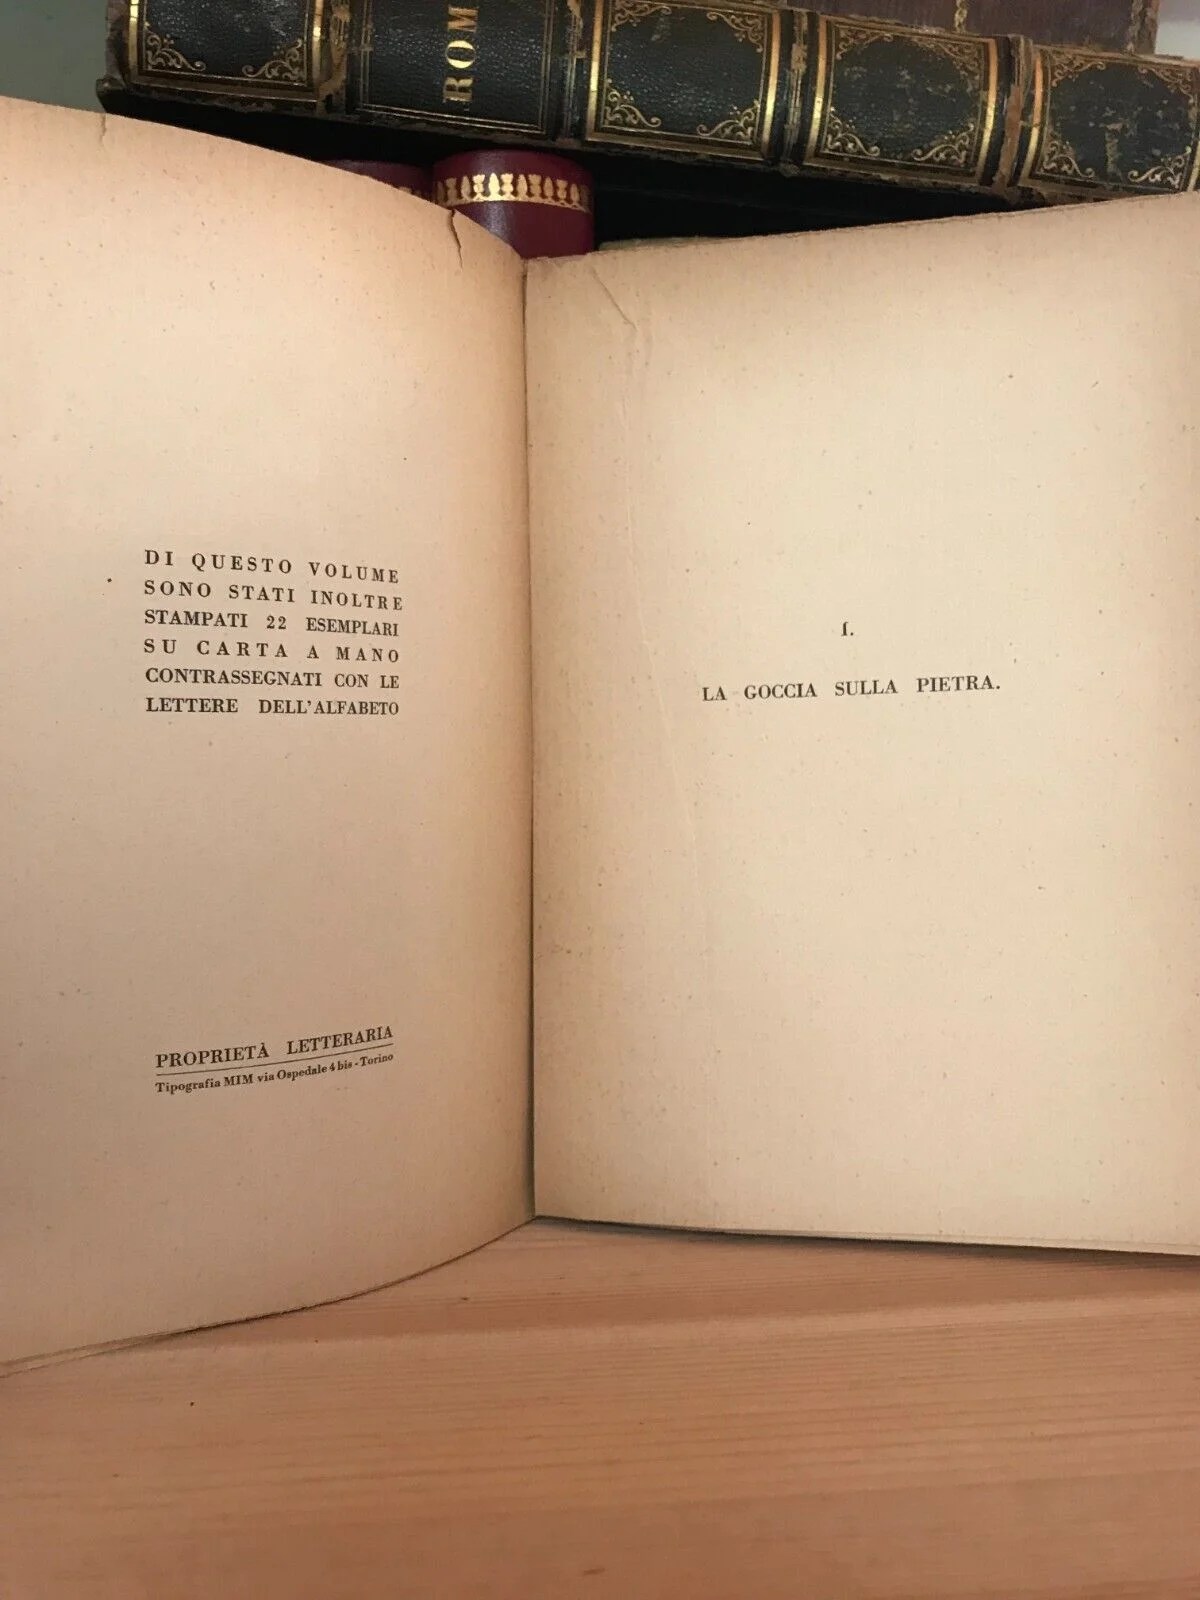 ROM
DI QUESTO VOLUME
SONO STATI INOLTRE
STAMPATI 22 ESEMPLARI
SU CARTA A MANO
CONTRASSEGNATI CON LE
LETTERE DELL'ALFABETO
PROPRIETÀ LETTERARIA
Tipografia MIM via Ospedale 4 bis - Torino
I.
LA GOCCIA SULLA PIETRA.